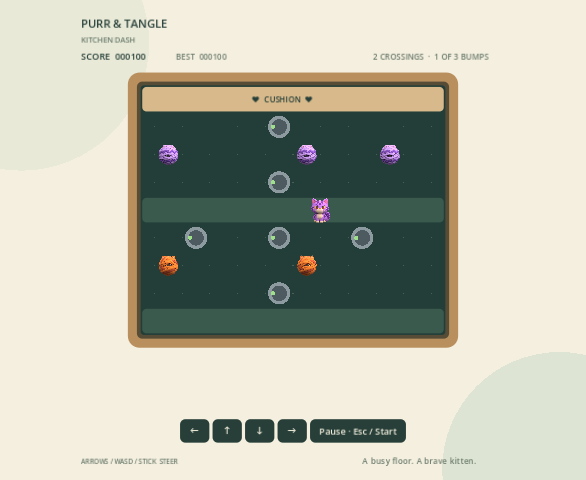 PURR & TANGLE
KITCHEN DASH
SCORE 000100 BEST 000100 2 CROSSINGS · 1 OF 3 BUMPS
♥ CUSHION ♥
← ↑ ↓ → Pause · Esc / Start
ARROWS / WASD / STICK STEER A busy floor. A brave kitten.